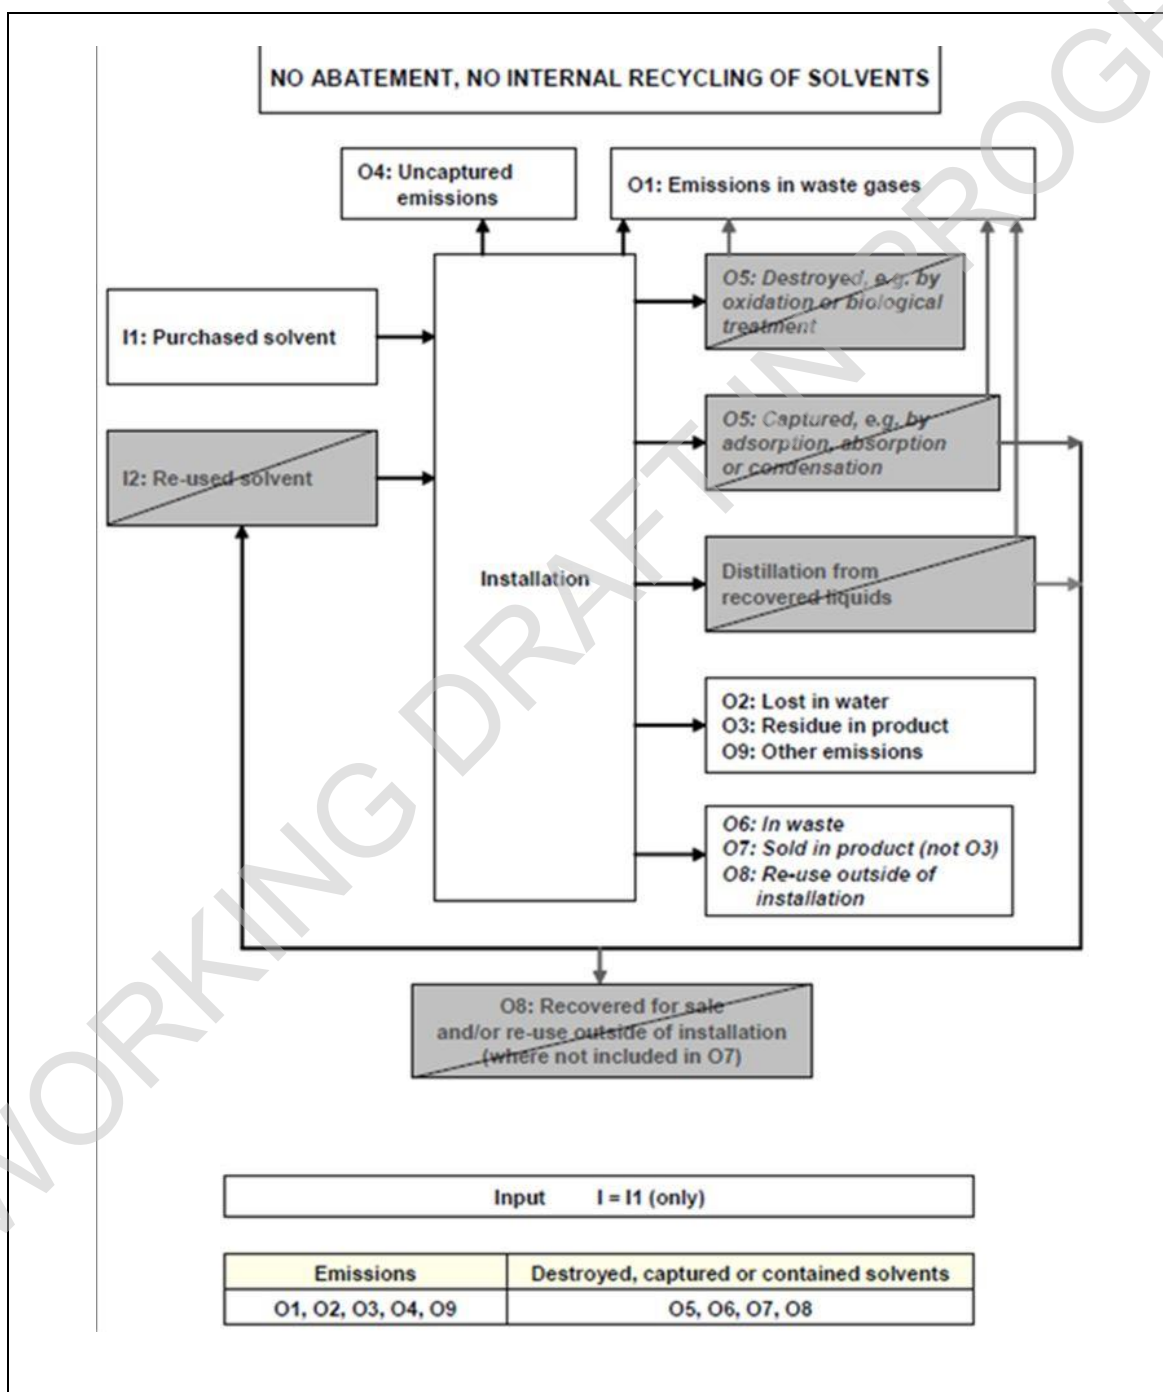 NO ABATEMENT, NO INTERNAL RECYCLING OF SOLVENTS
O4: Uncaptured
emissions
O1: Emissions in waste gases
O5: Destroyed, e.g. by
oxidation or biological
treatment
I1: Purchased solvent
O5: Captured, e.g. by
adsorption, absorption
or condensation
I2: Re-used solvent
Installation
Distillation from
recovered liquids
O2: Lost in water
O3: Residue in product
O9: Other emissions
O6: In waste
O7: Sold in product (not O3)
O8: Re-use outside of
installation
O8: Recovered for sale
and/or re-use outside of installation
(where not included in O7)
Input I = I1 (only)
Emissions Destroyed, captured or contained solvents
O1, O2, O3, O4, O9 O5, O6, O7, O8
WORKING DRAFT IN PROGRE